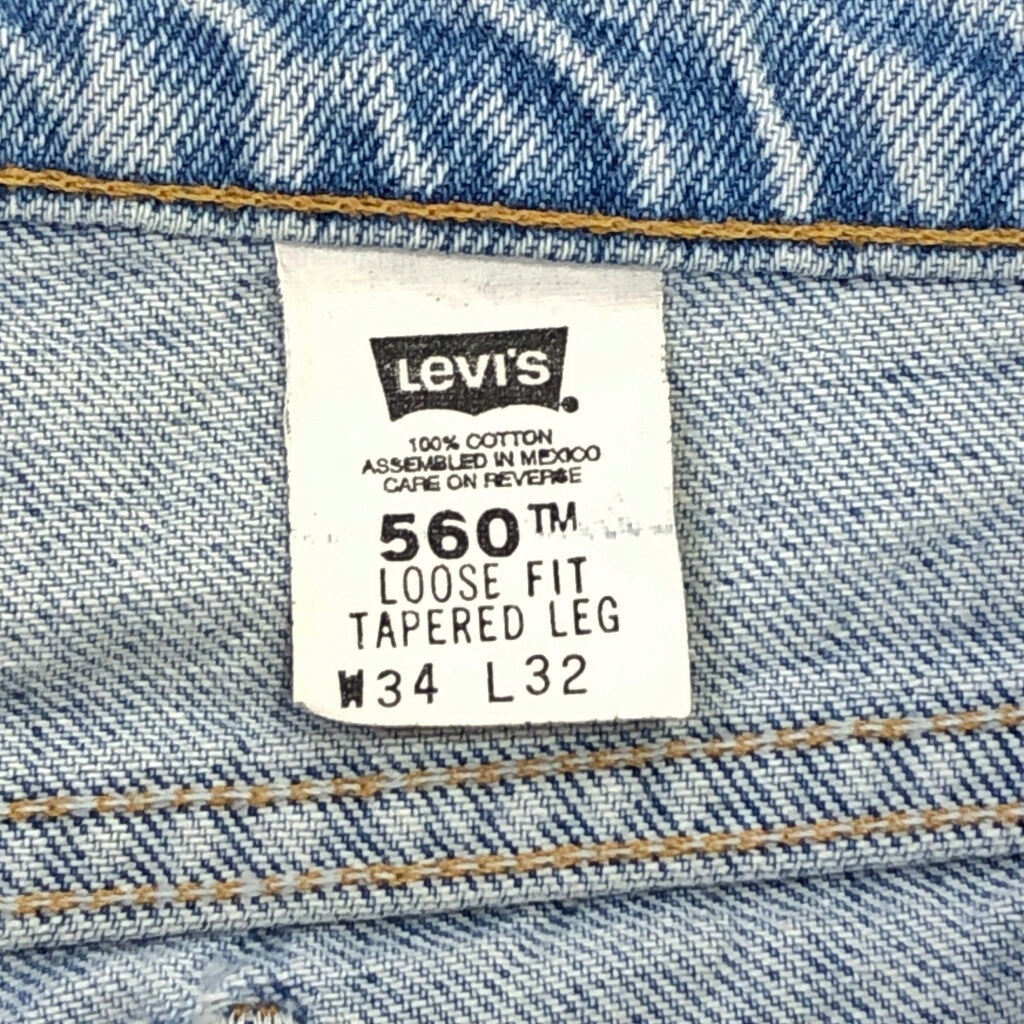 LEVI'S
100% COTTON
ASSEMBLED IN MEXICO
CARE ON REVERSE
560™
LOOSE FIT
TAPERED LEG
W34 L32